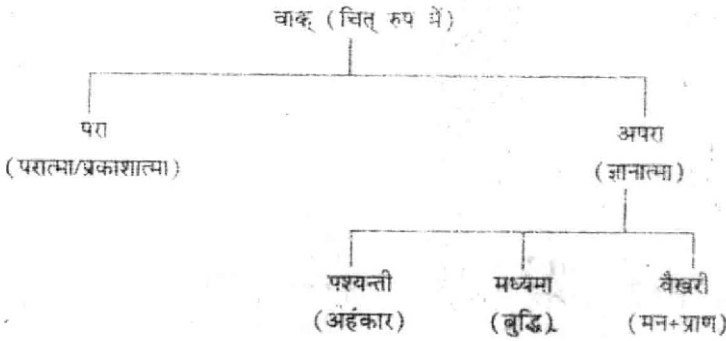 वाक् (चित् रुप में)
परा अपरा
(परात्मा/प्रकाशात्मा) (ज्ञानात्मा)
पश्यन्ती मध्यमा वैखरी
(अहंकार) (बुद्धि) (मन+प्राण)